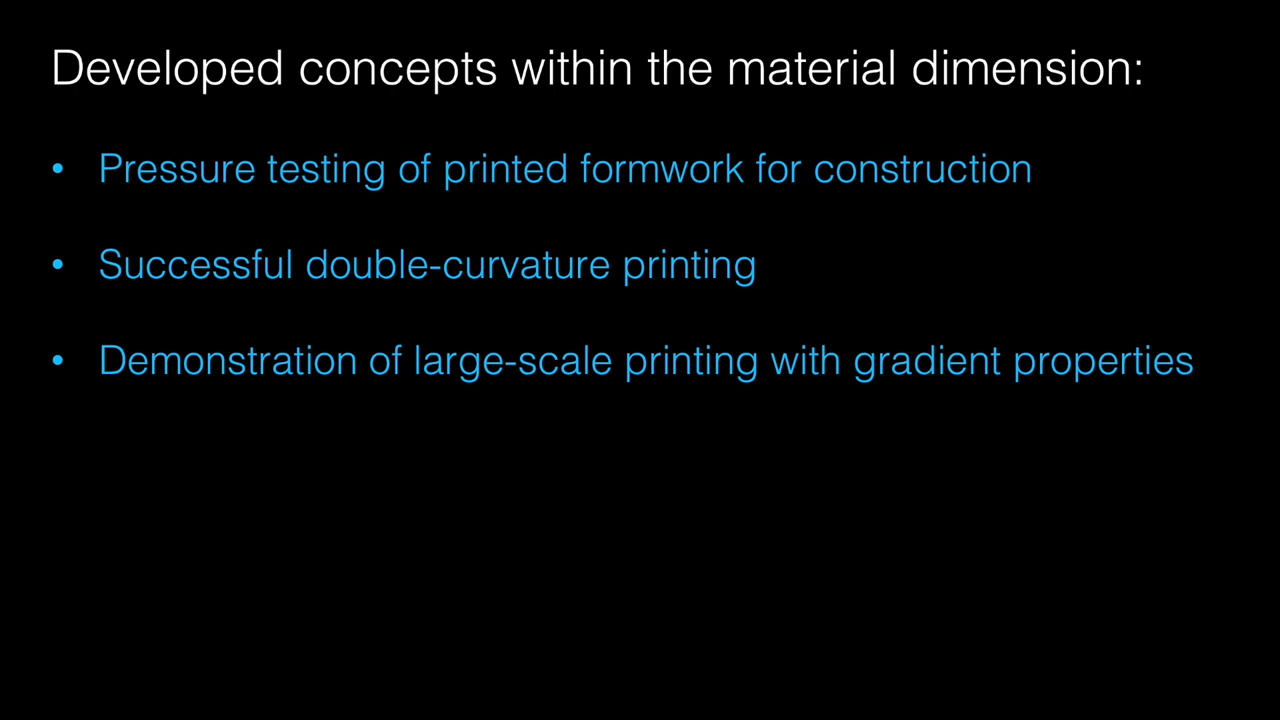 Developed concepts within the material dimension:
• Pressure testing of printed formwork for construction
• Successful double-curvature printing
• Demonstration of large-scale printing with gradient properties